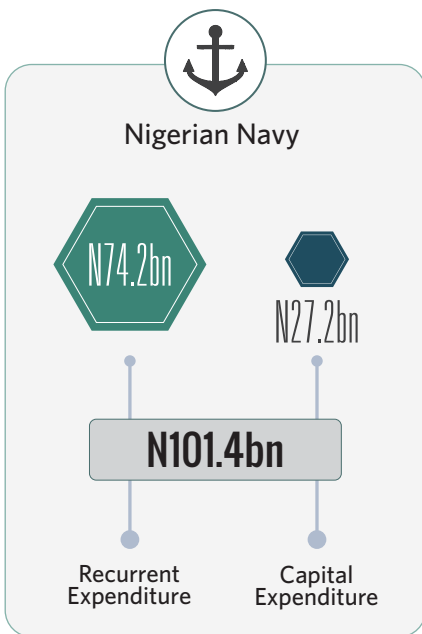 Nigerian Navy
N74.2bn
N27.2bn
N101.4bn
Recurrent
Expenditure
Capital
Expenditure